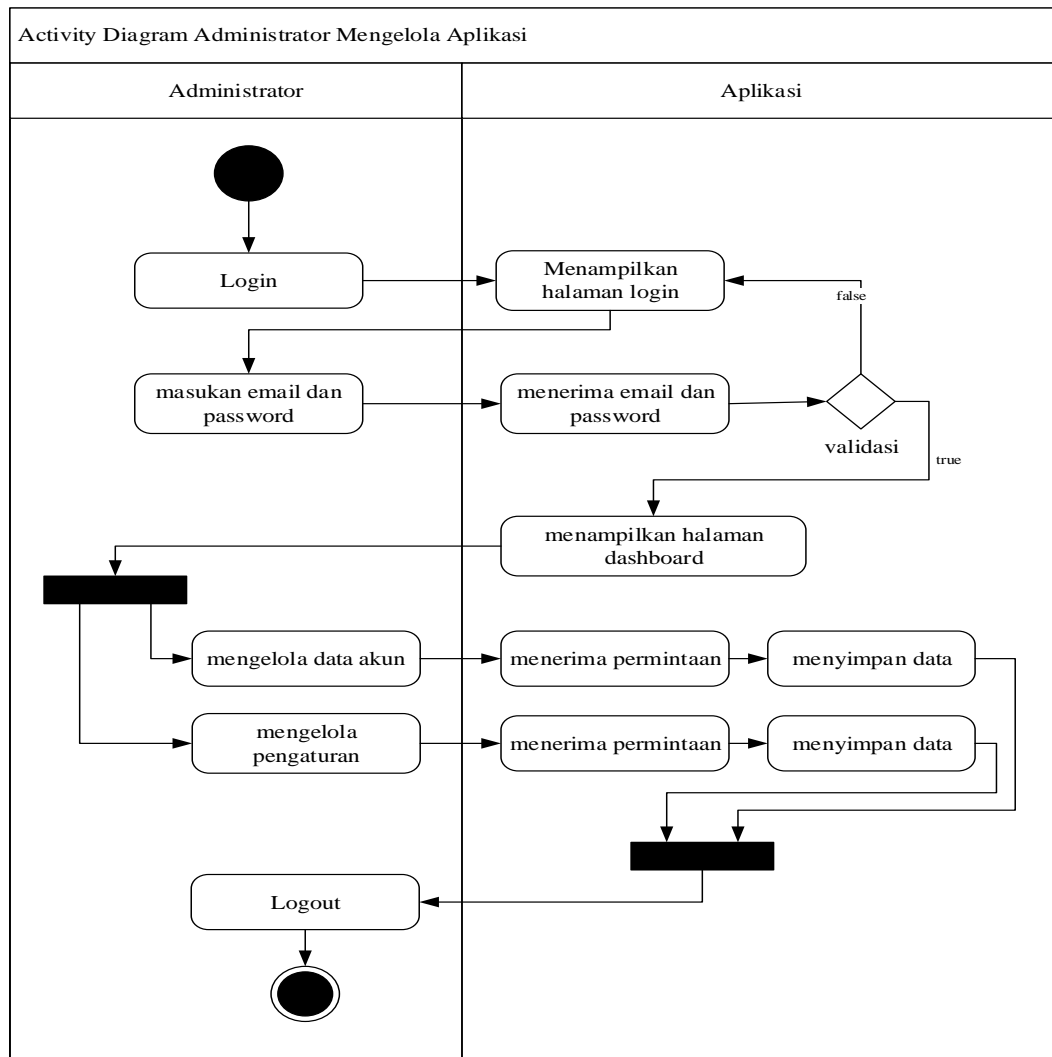 Activity Diagram Administrator Mengelola Aplikasi
Administrator
Aplikasi
Login
Menampilkan
halaman login
false
masukan email dan
password
menerima email dan
password
validasi
true
menampilkan halaman
dashboard
mengelola data akun
menerima permintaan
menyimpan data
mengelola
pengaturan
menerima permintaan
menyimpan data
Logout